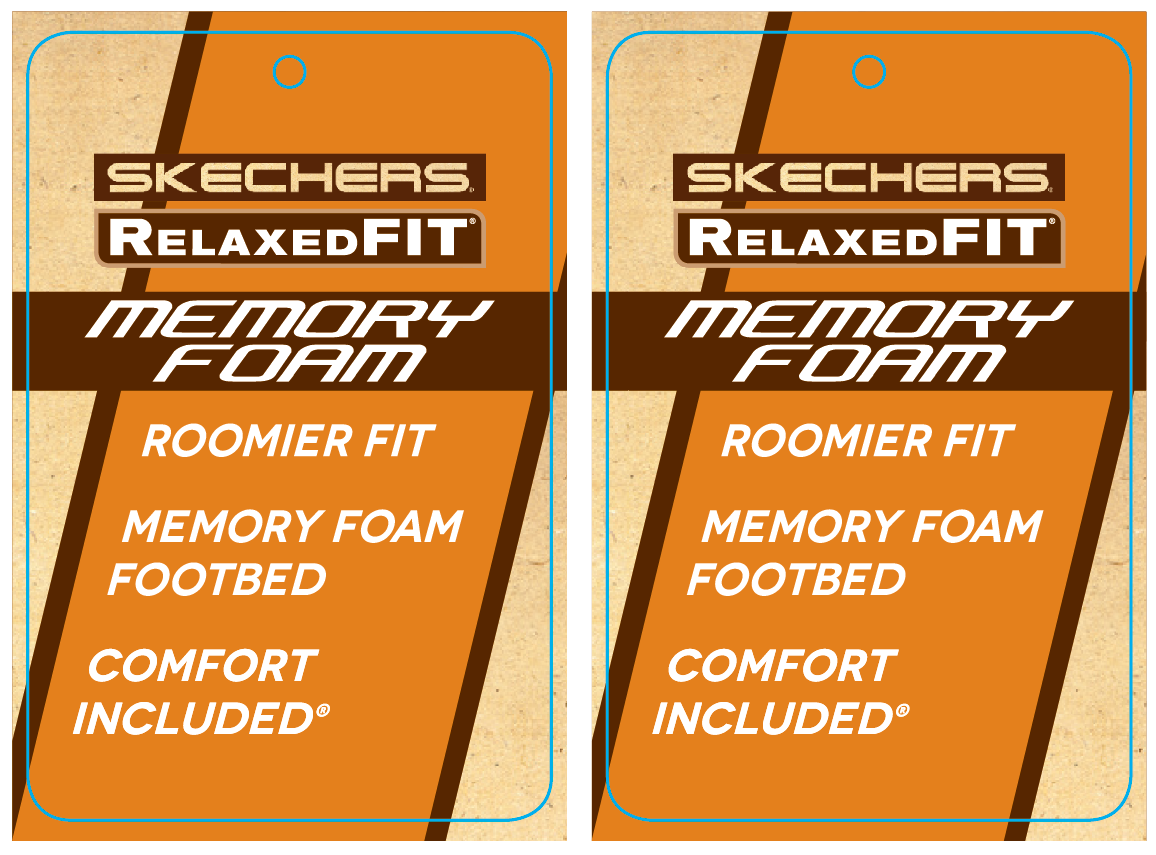 SKECHERS
RELAXEDFIT®
MEMORY
FOAM
ROOMIER FIT
MEMORY FOAM
FOOTBED
COMFORT
INCLUDED®
SKECHERS
RELAXEDFIT®
MEMORY
FOAM
ROOMIER FIT
MEMORY FOAM
FOOTBED
COMFORT
INCLUDED®